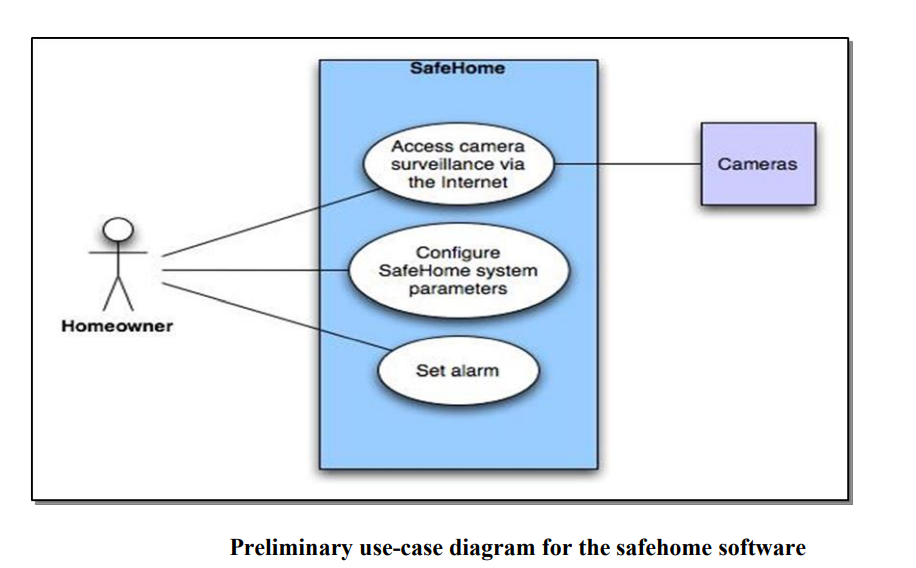 SafeHome
Access camera
surveillance via
the Internet
Cameras
Configure
SafeHome system
parameters
Homeowner
Set alarm
Preliminary use-case diagram for the safehome software